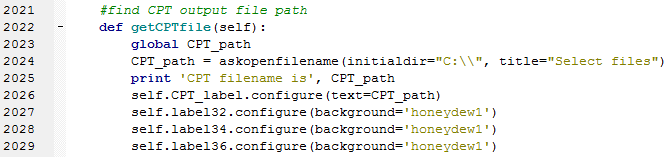 2021 #find CPT output file path
2022 - def getCPTfile(self):
2023 global CPT_path
2024 CPT_path = askopenfilename(initialdir="C:\\", title="Select files")
2025 print 'CPT filename is', CPT_path
2026 self.CPT_label.configure(text=CPT_path)
2027 self.label32.configure(background='honeydew1')
2028 self.label34.configure(background='honeydew1')
2029 self.label36.configure(background='honeydew1')